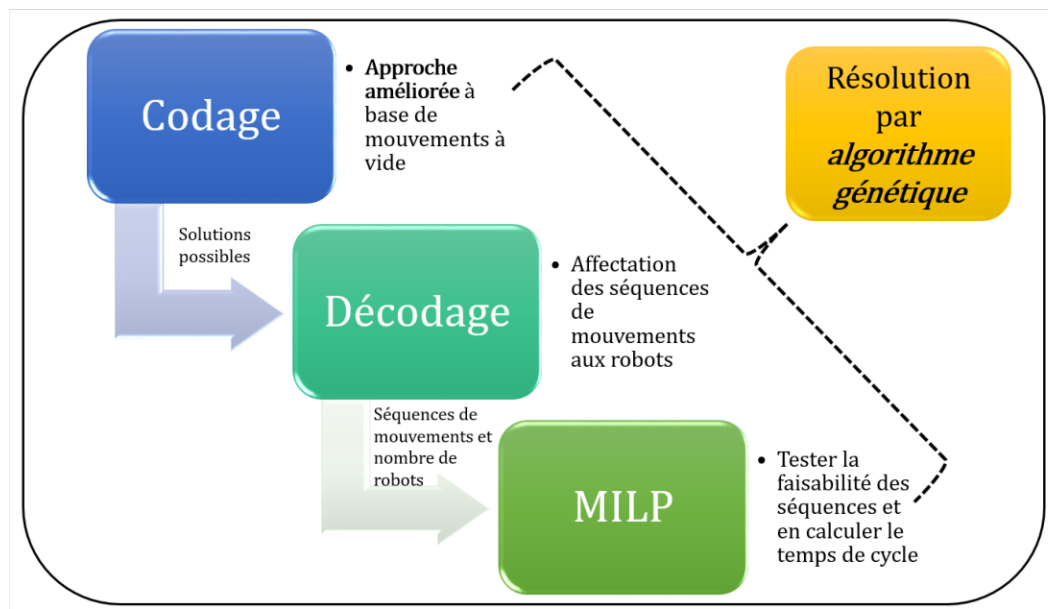 Codage
• Approche
améliorée à
base de
mouvements à
vide
Résolution
par
algorithme
génétique
Solutions
possibles
Décodage
• Affectation
des séquences
de
mouvements
aux robots
Séquences de
mouvements et
nombre de
robots
MILP
• Tester la
faisabilité des
séquences et
en calculer le
temps de cycle